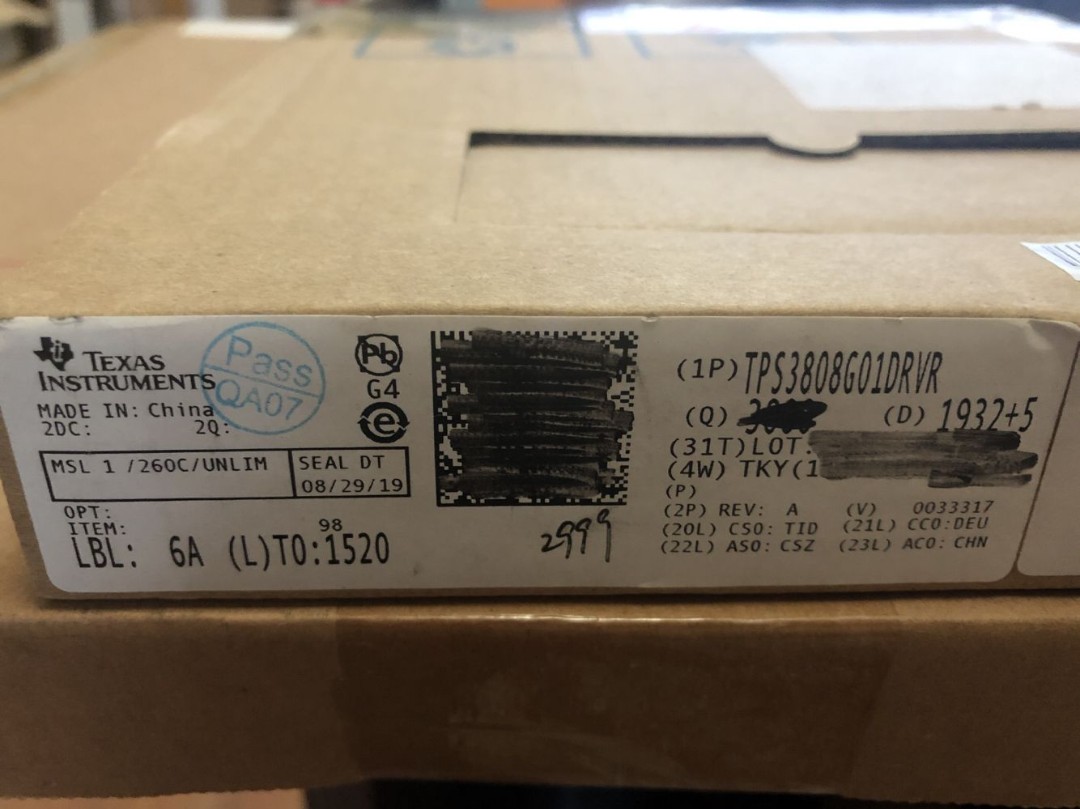 TEXAS
INSTRUMENTS
MADE IN: China
2DC: 2Q:
MSL 1 /260C/UNLIM
SEAL DT
08/29/19
OPT:
ITEM:
98
LBL: 6A (L)TO:1520
Pass
QA07
Pb
G4
e
2999
(1P) TPS3808G01DRVR
(Q) (D) 1932+5
(31T)LOT:
(4W) TKY(1
(P)
(2P) REV: A (V) 0033317
(20L) CSO: TID (21L) CCO:DEU
(22L) ASO: CSZ (23L) ACO: CHN